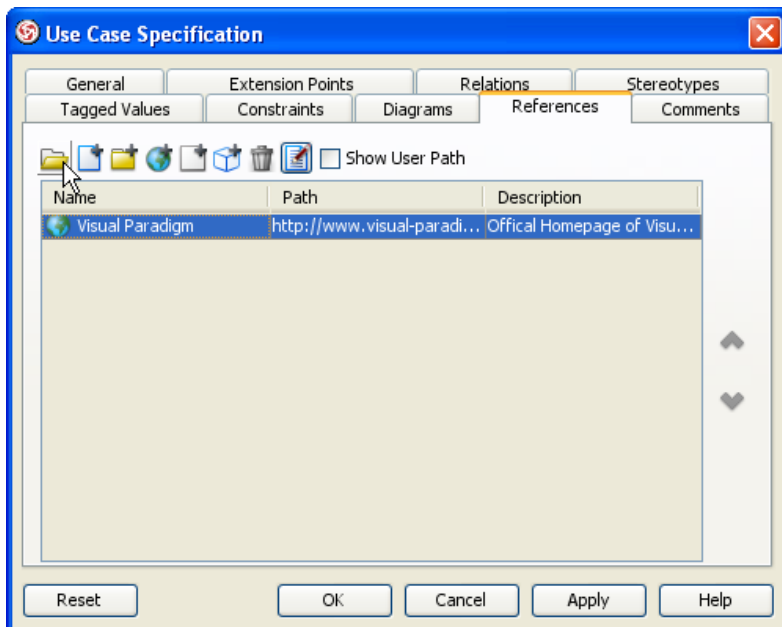 Use Case Specification
General Extension Points Relations Stereotypes
Tagged Values Constraints Diagrams References Comments
Show User Path
Name Path Description
Visual Paradigm http://www.visual-paradi... Offical Homepage of Visu...
Reset OK Cancel Apply Help